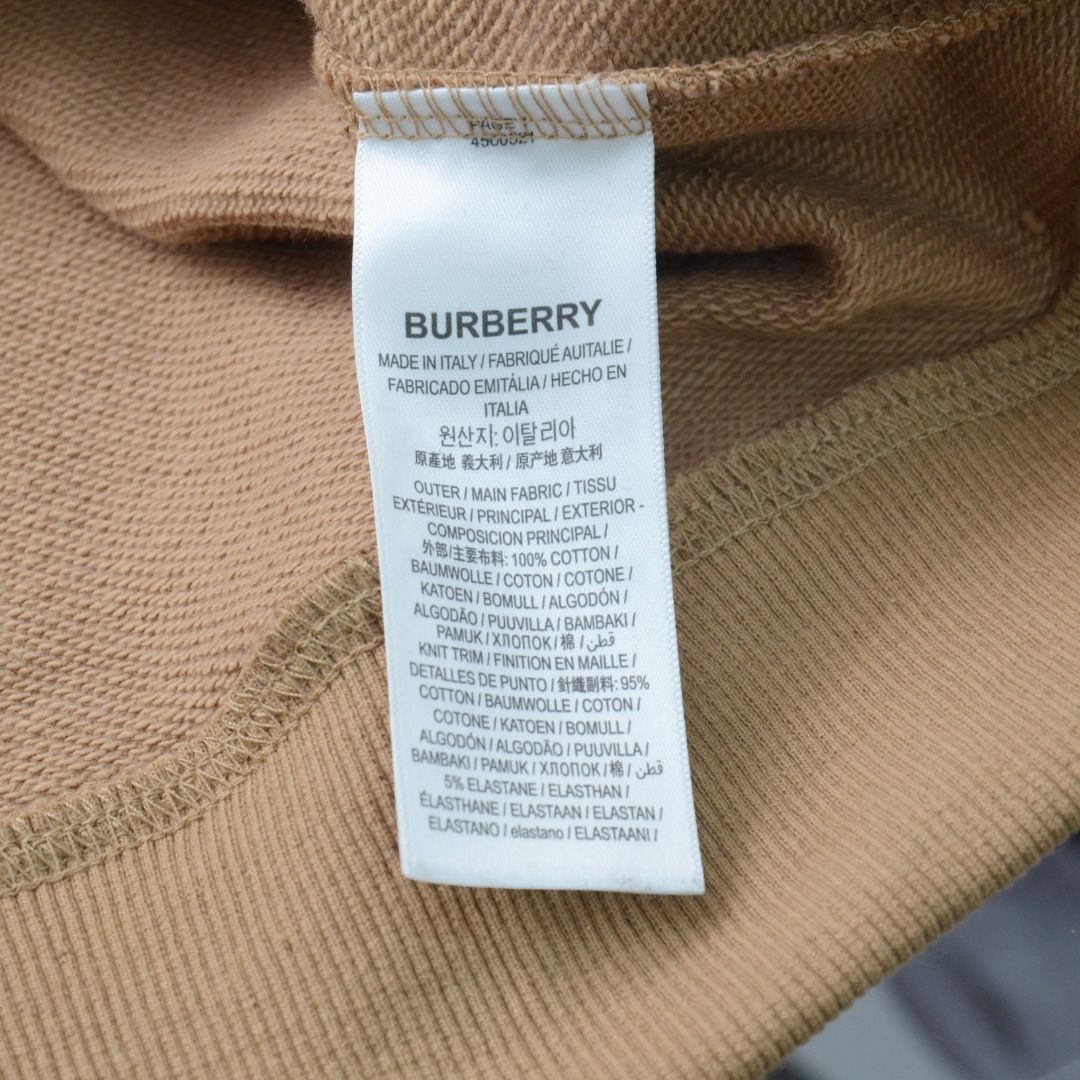 PAGE 1
4500521
BURBERRY
MADE IN ITALY / FABRIQUÉ AUITALIE /
FABRICADO EMITÁLIA / HECHO EN
ITALIA
원산지: 이탈리아
原產地 義大利 / 原产地 意大利
OUTER / MAIN FABRIC / TISSU
EXTÉRIEUR / PRINCIPAL / EXTERIOR -
COMPOSICION PRINCIPAL /
外部/主要布料: 100% COTTON /
BAUMWOLLE / COTON / COTONE /
KATOEN / BOMULL / ALGODÓN /
ALGODÃO / PUUVILLA / BAMBAKI /
PAMUK / ХЛОПОК / 棉 / قطن /
KNIT TRIM / FINITION EN MAILLE /
DETALLES DE PUNTO / 針織副料: 95%
COTTON / BAUMWOLLE / COTON /
COTONE / KATOEN / BOMULL /
ALGODÓN / ALGODÃO / PUUVILLA /
BAMBAKI / PAMUK / ХЛОПОК / 棉 / قطن /
5% ELASTANE / ELASTHAN /
ÉLASTHANE / ELASTAAN / ELASTAN /
ELASTANO / elastano / ELASTAANI /